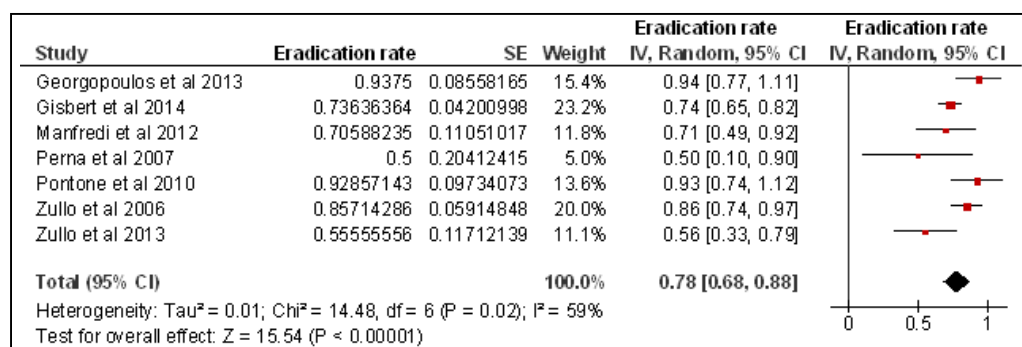 Eradication rate Eradication rate
Study Eradication rate SE Weight IV, Random, 95% CI IV, Random, 95% CI
Georgopoulos et al 2013 0.9375 0.08558165 15.4% 0.94 [0.77, 1.11]
Gisbert et al 2014 0.73636364 0.04200998 23.2% 0.74 [0.65, 0.82]
Manfredi et al 2012 0.70588235 0.11051017 11.8% 0.71 [0.49, 0.92]
Perna et al 2007 0.5 0.20412415 5.0% 0.50 [0.10, 0.90]
Pontone et al 2010 0.92857143 0.09734073 13.6% 0.93 [0.74, 1.12]
Zullo et al 2006 0.85714286 0.05914848 20.0% 0.86 [0.74, 0.97]
Zullo et al 2013 0.55555556 0.11712139 11.1% 0.56 [0.33, 0.79]
Total (95% CI) 100.0% 0.78 [0.68, 0.88]
Heterogeneity: Tau² = 0.01; Chi² = 14.48, df = 6 (P = 0.02); I² = 59%
Test for overall effect: Z = 15.54 (P < 0.00001)
0 0.5 1